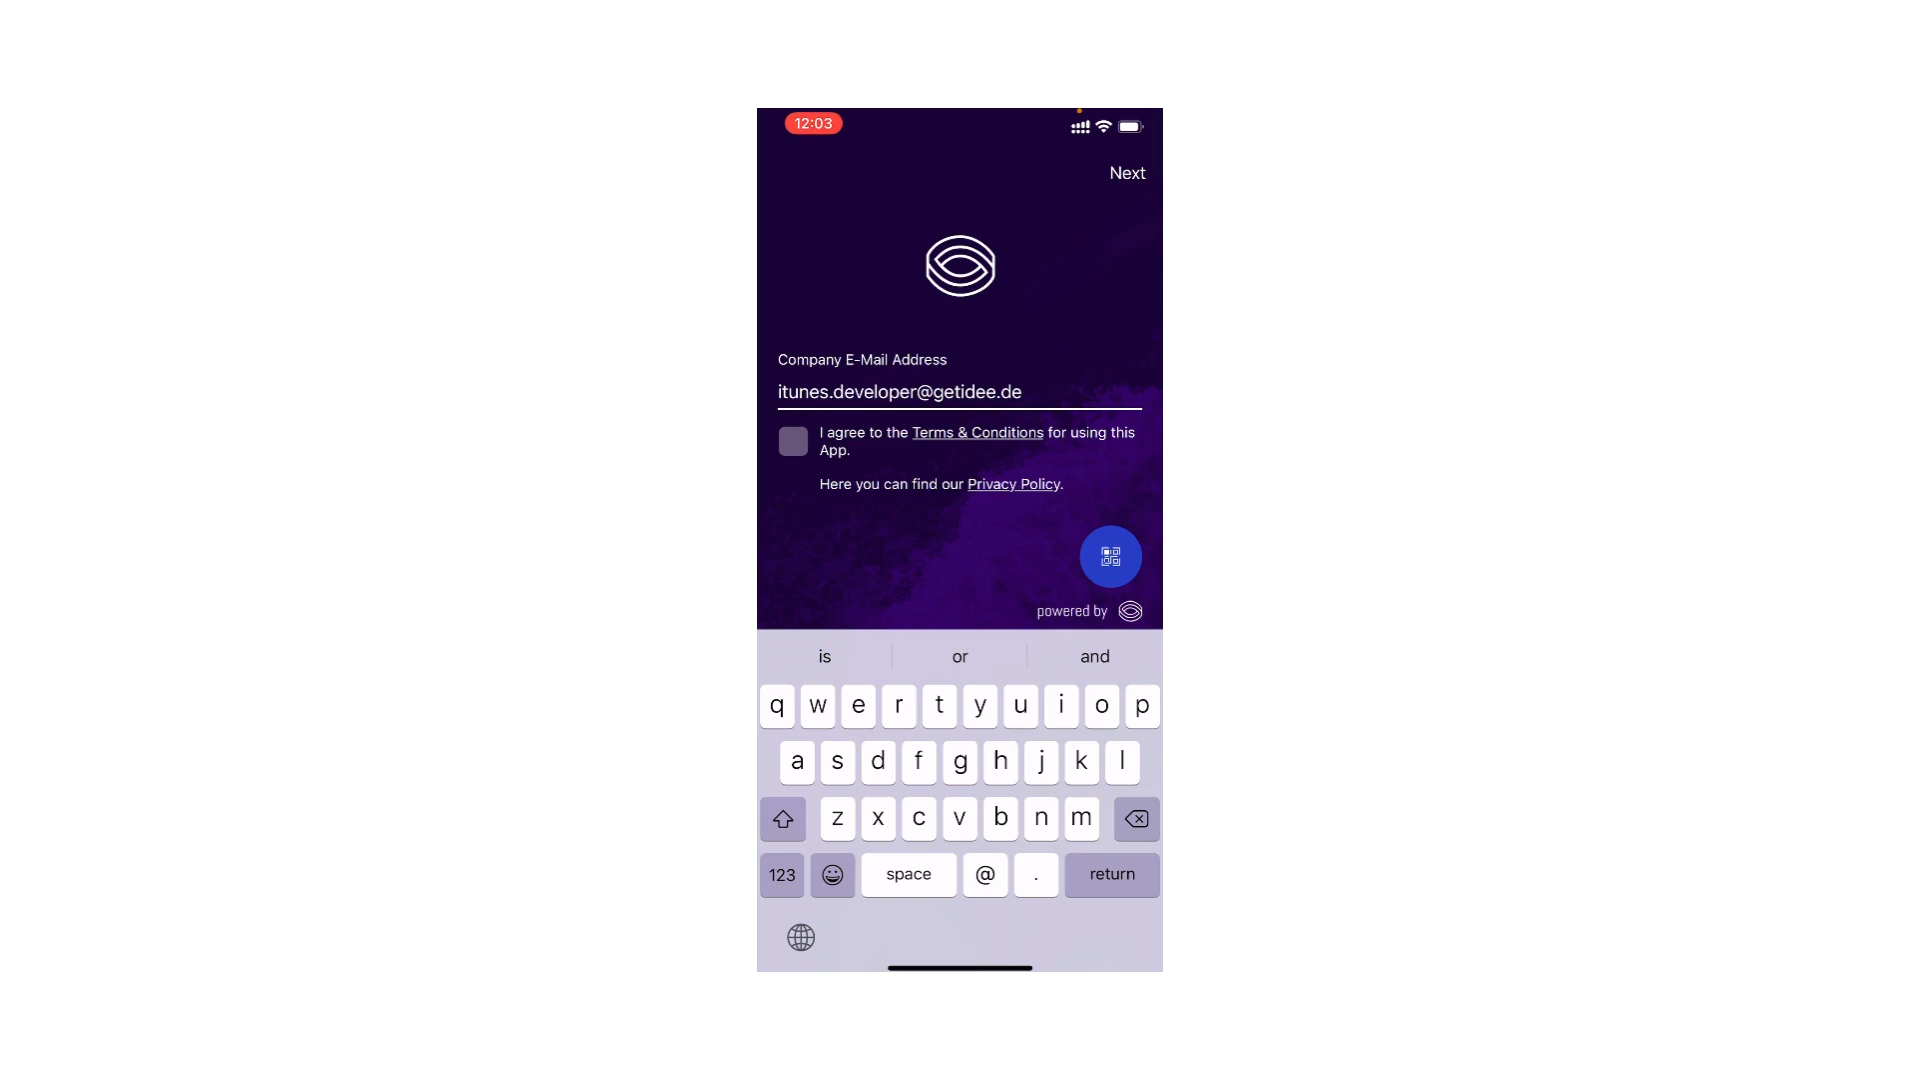 12:03
Next
Company E-Mail Address
itunes.developer@getidee.de
I agree to the Terms & Conditions for using this
App.
Here you can find our Privacy Policy.
powered by
is or and
q w e r t y u i o p
a s d f g h j k l
z x c v b n m
123 space @ . return